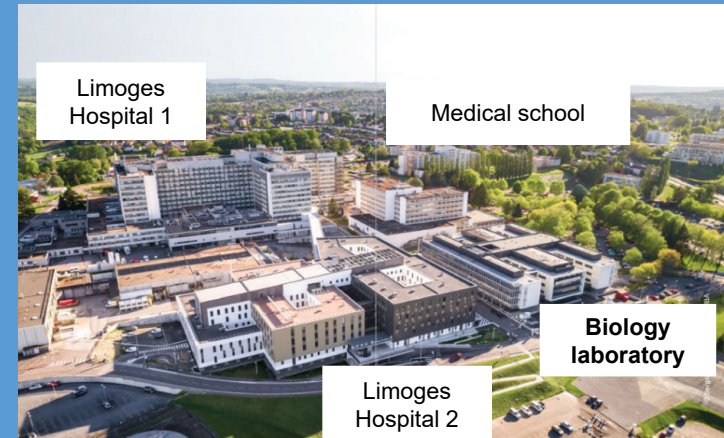 Limoges
Hospital 1
Medical school
Biology
laboratory
Limoges
Hospital 2